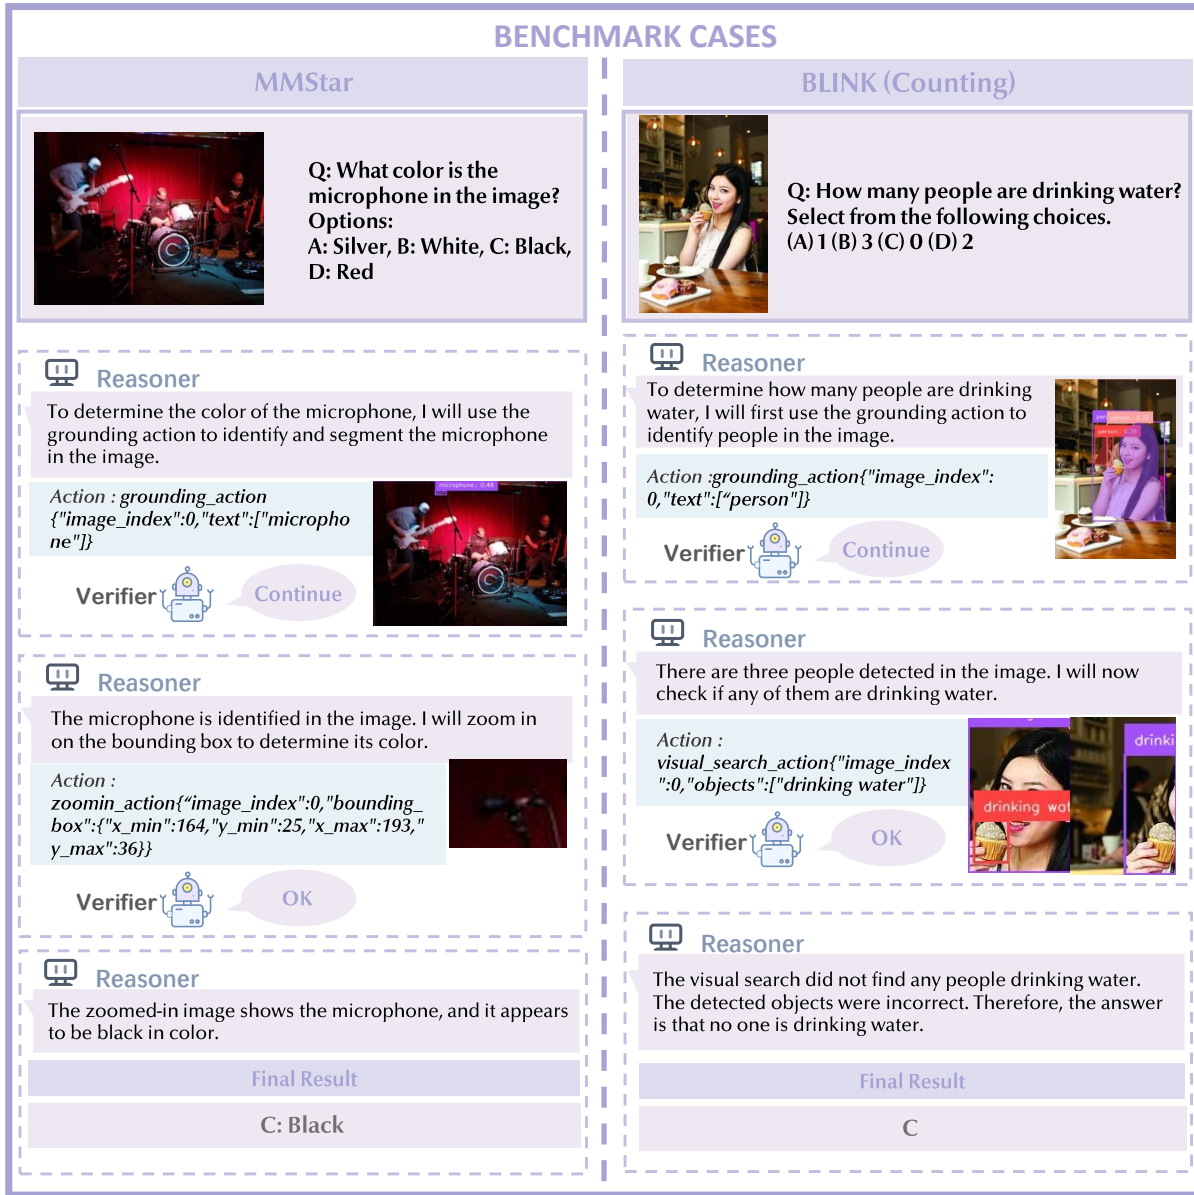 BENCHMARK CASES
MMStar
Q: What color is the
microphone in the image?
Options:
A: Silver, B: White, C: Black,
D: Red
Reasoner
To determine the color of the microphone, I will use the
grounding action to identify and segment the microphone
in the image.
Action : grounding_action
{"image_index":0,"text":["micropho
ne"]}
microphone.: 0.48
Verifier
Continue
Reasoner
The microphone is identified in the image. I will zoom in
on the bounding box to determine its color.
Action :
zoomin_action{“image_index":0,"bounding_
box":{"x_min":164,"y_min":25,"x_max":193,"
y_max":36}}
Verifier
OK
Reasoner
The zoomed-in image shows the microphone, and it appears
to be black in color.
Final Result
C: Black
BLINK (Counting)
Q: How many people are drinking water?
Select from the following choices.
(A) 1 (B) 3 (C) 0 (D) 2
Reasoner
To determine how many people are drinking
water, I will first use the grounding action to
identify people in the image.
Action :grounding_action{"image_index":
0,"text":[“person"]}
Verifier
Continue
Reasoner
There are three people detected in the image. I will now
check if any of them are drinking water.
Action :
visual_search_action{"image_index
":0,"objects":["drinking water"]}
drinking wat
drinki
Verifier
OK
Reasoner
The visual search did not find any people drinking water.
The detected objects were incorrect. Therefore, the answer
is that no one is drinking water.
Final Result
C